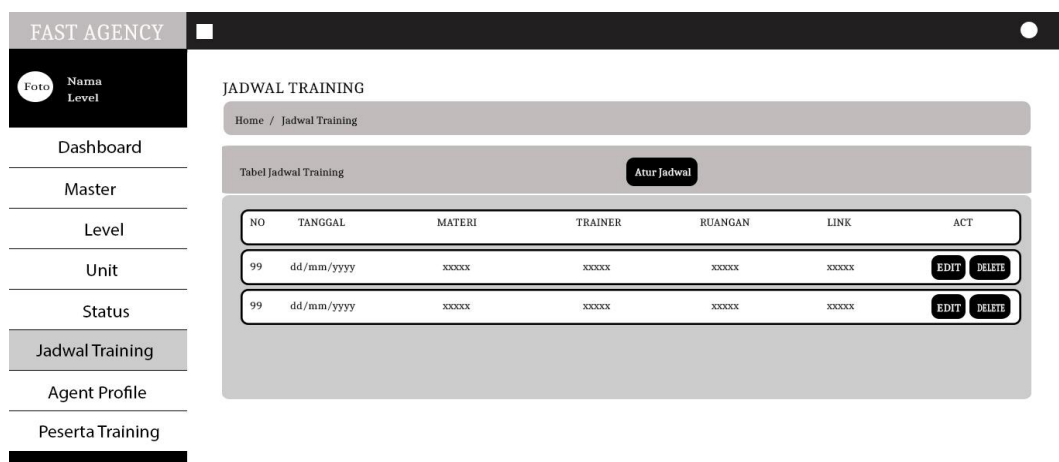 FAST AGENCY
Foto
Nama
Level
Dashboard
Master
Level
Unit
Status
Jadwal Training
Agent Profile
Peserta Training
JADWAL TRAINING
Home / Jadwal Training
Tabel Jadwal Training Atur Jadwal
NO TANGGAL MATERI TRAINER RUANGAN LINK ACT
99 dd/mm/yyyy xxxxx xxxxx xxxxx xxxxx EDIT DELETE
99 dd/mm/yyyy xxxxx xxxxx xxxxx xxxxx EDIT DELETE